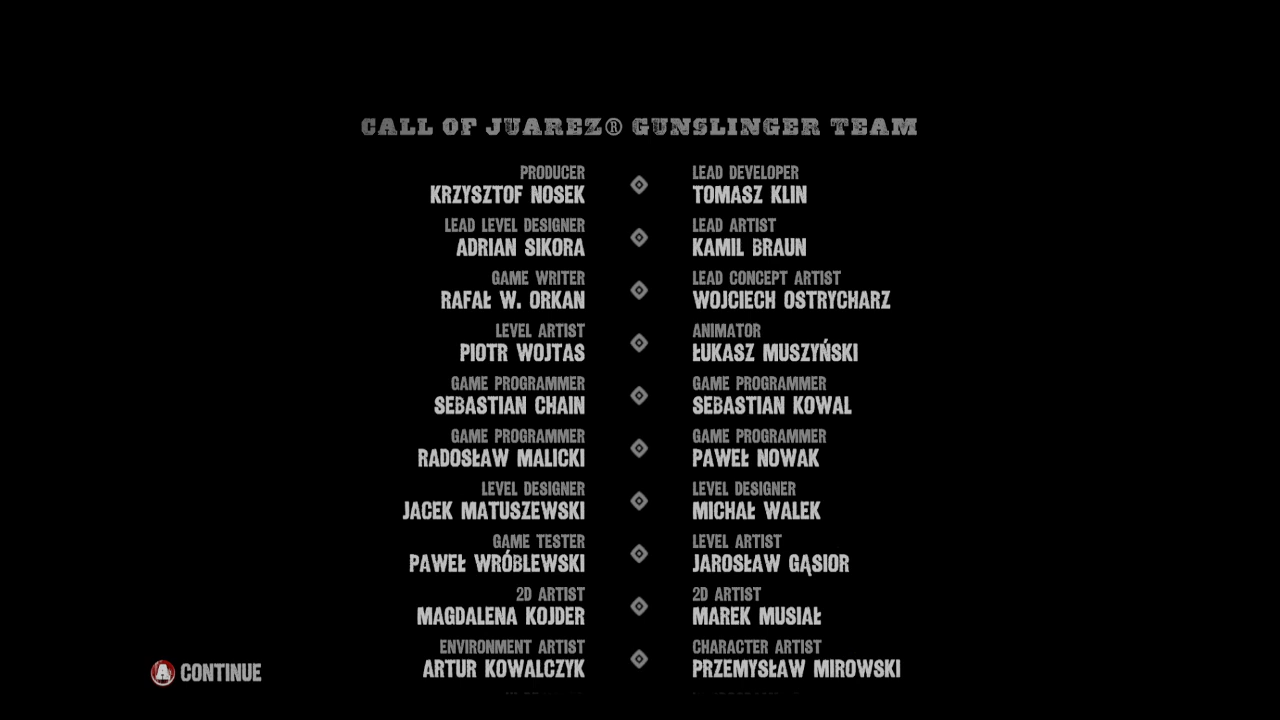 CALL OF JUAREZ® GUNSLINGER TEAM
PRODUCER
KRZYSZTOF NOSEK
LEAD DEVELOPER
TOMASZ KLIN
LEAD LEVEL DESIGNER
ADRIAN SIKORA
LEAD ARTIST
KAMIL BRAUN
GAME WRITER
RAFAŁ W. ORKAN
LEAD CONCEPT ARTIST
WOJCIECH OSTRYCHARZ
LEVEL ARTIST
PIOTR WOJTAS
ANIMATOR
ŁUKASZ MUSZYŃSKI
GAME PROGRAMMER
SEBASTIAN CHAIN
GAME PROGRAMMER
SEBASTIAN KOWAL
GAME PROGRAMMER
RADOSŁAW MALICKI
GAME PROGRAMMER
PAWEŁ NOWAK
LEVEL DESIGNER
JACEK MATUSZEWSKI
LEVEL DESIGNER
MICHAŁ WALEK
GAME TESTER
PAWEŁ WRÓBLEWSKI
LEVEL ARTIST
JAROSŁAW GĄSIOR
2D ARTIST
MAGDALENA KOJDER
2D ARTIST
MAREK MUSIAŁ
ENVIRONMENT ARTIST
ARTUR KOWALCZYK
CHARACTER ARTIST
PRZEMYSŁAW MIROWSKI
A CONTINUE